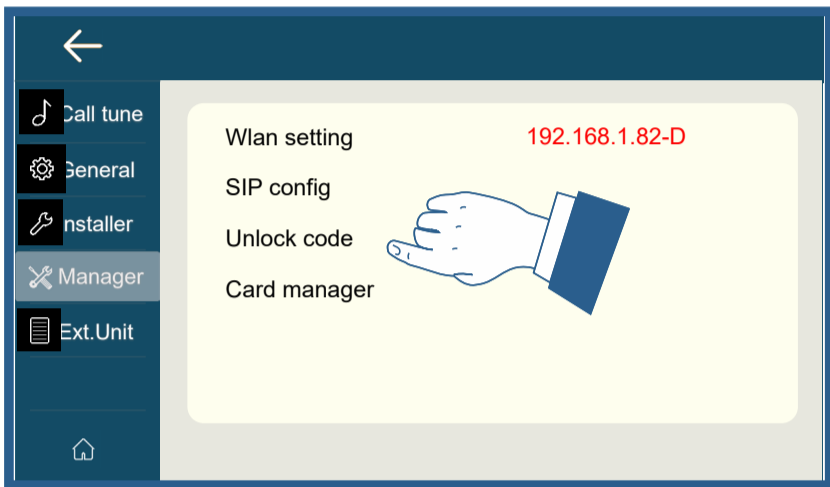 Call tune
General
nstaller
Manager
Ext.Unit
Wlan setting 192.168.1.82-D
SIP config
Unlock code
Card manager